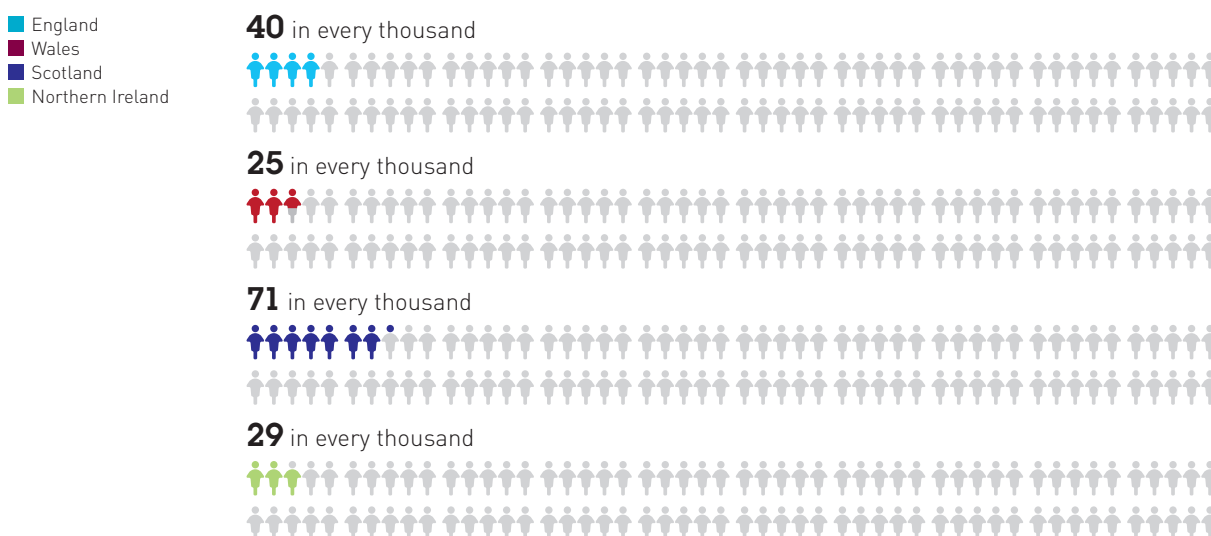 England
Wales
Scotland
Northern Ireland
40 in every thousand
25 in every thousand
71 in every thousand
29 in every thousand